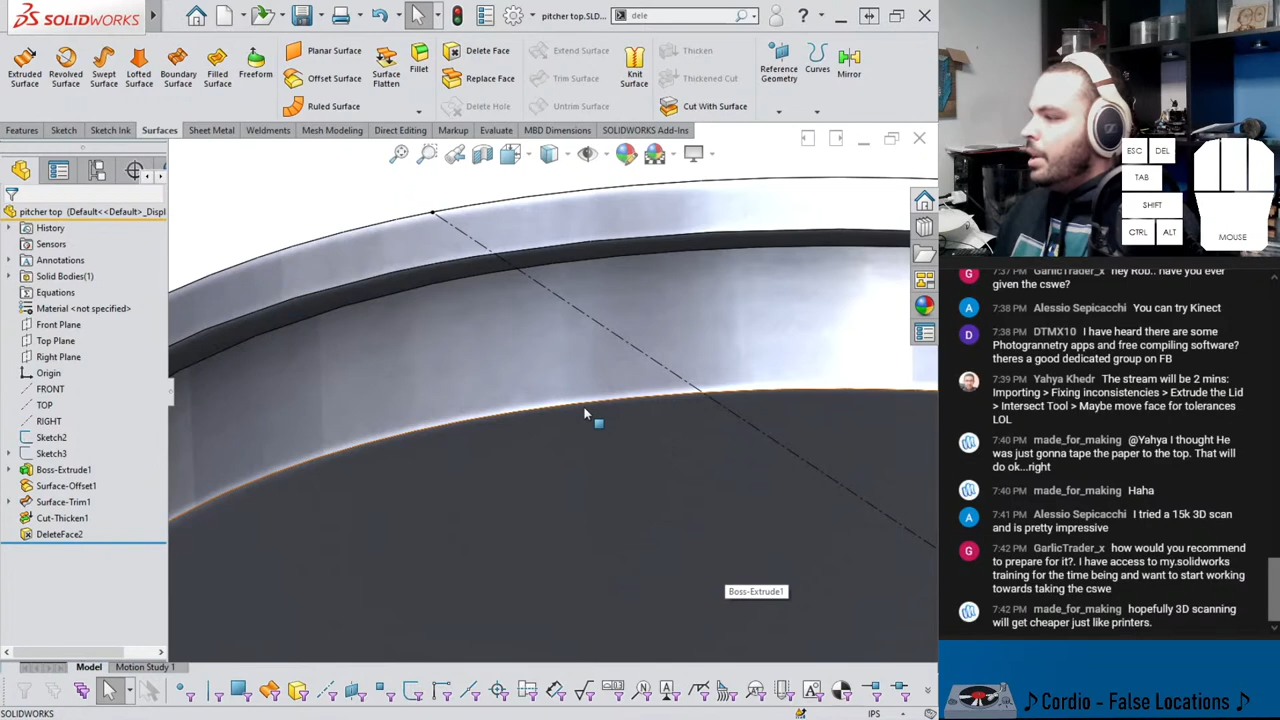 SOLIDWORKS
pitcher top.SLD...
dele
Extruded Surface
Revolved Surface
Swept Surface
Lofted Surface
Boundary Surface
Filled Surface
Freeform
Planar Surface
Offset Surface
Ruled Surface
Surface Flatten
Fillet
Delete Face
Replace Face
Delete Hole
Extend Surface
Trim Surface
Untrim Surface
Knit Surface
Thicken
Thickened Cut
Cut With Surface
Reference Geometry
Curves
Mirror
Features
Sketch
Sketch Ink
Surfaces
Sheet Metal
Weldments
Mesh Modeling
Direct Editing
Markup
Evaluate
MBD Dimensions
SOLIDWORKS Add-Ins
pitcher top (Default<<Default>_Displ
History
Sensors
Annotations
Solid Bodies(1)
Equations
Material <not specified>
Front Plane
Top Plane
Right Plane
Origin
FRONT
TOP
RIGHT
Sketch2
Sketch3
Boss-Extrude1
Surface-Offset1
Surface-Trim1
Cut-Thicken1
DeleteFace2
Boss-Extrude1
Model
Motion Study 1
SOLIDWORKS
IPS
ESC
DEL
TAB
SHIFT
CTRL
ALT
MOUSE
G 7:37 PM GarlicTrader_x hey Rob.. have you ever
given the cswe?
A 7:38 PM Alessio Sepicacchi You can try Kinect
D 7:38 PM DTMX10 I have heard there are some
Photogrannetry apps and free compiling software?
theres a good dedicated group on FB
7:39 PM Yahya Khedr The stream will be 2 mins:
Importing > Fixing inconsistencies > Extrude the Lid
> Intersect Tool > Maybe move face for tolerances
LOL
7:40 PM made_for_making @Yahya I thought He
was just gonna tape the paper to the top. That will
do ok...right
7:40 PM made_for_making Haha
A 7:41 PM Alessio Sepicacchi I tried a 15k 3D scan
and is pretty impressive
G 7:42 PM GarlicTrader_x how would you recommend
to prepare for it?. I have access to my.solidworks
training for the time being and want to start working
towards taking the cswe
7:42 PM made_for_making hopefully 3D scanning
will get cheaper just like printers.
♪ Cordio - False Locations ♪